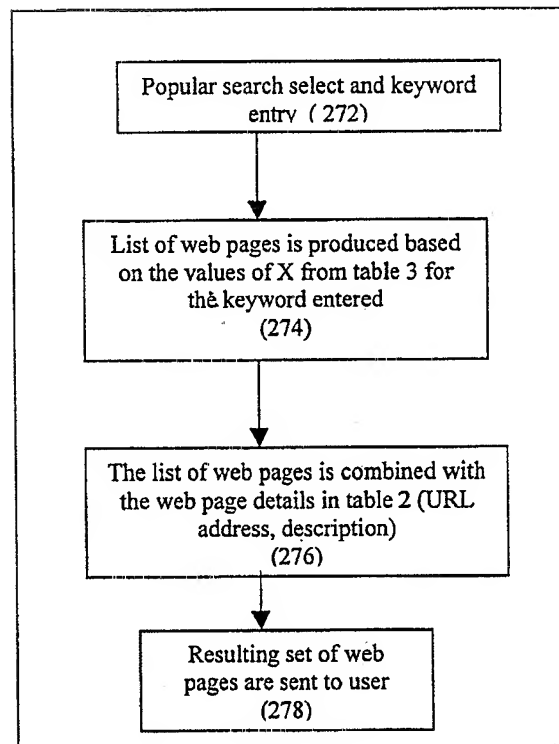 Popular search select and keyword
entry ( 272)
List of web pages is produced based
on the values of X from table 3 for
the keyword entered
(274)
The list of web pages is combined with
the web page details in table 2 (URL
address, description)
(276)
Resulting set of web
pages are sent to user
(278)